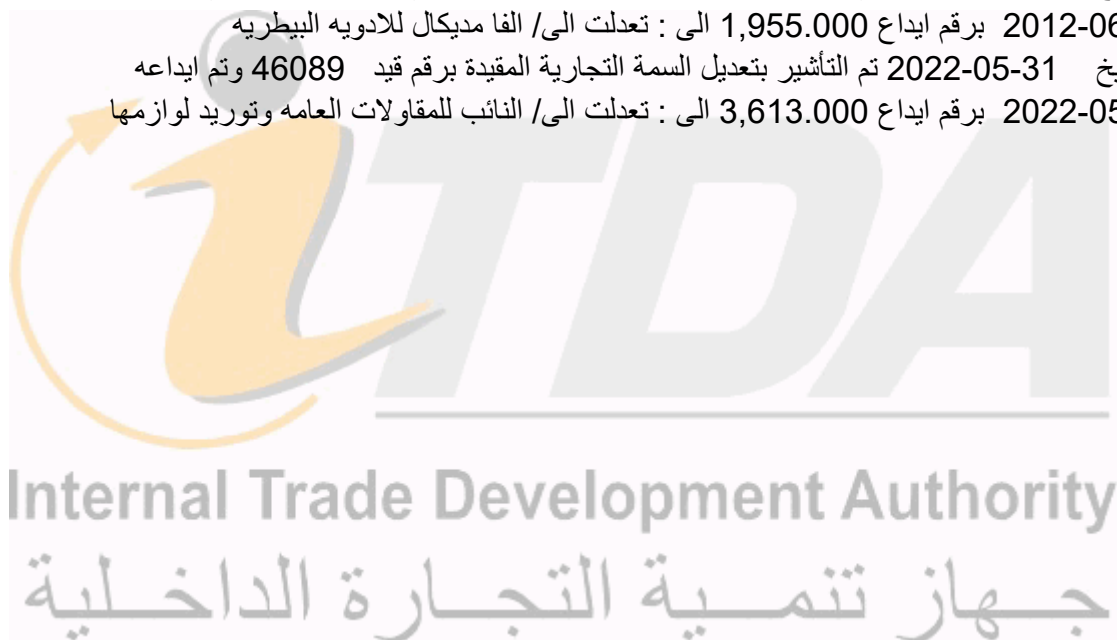 2012-06 برقم ايداع 1,955.000 الى : تعدلت الى/ الفا مديكال للادويه البيطريه
31-05-2022 تم التأشير بتعديل السمة التجارية المقيدة برقم قيد 46089 وتم ايداعه
برقم ايداع 3,613.000 الى : تعدلت الى/ النائب للمقاولات العامه وتوريد لوازمها
iTDA
Internal Trade Development Authority
جهاز تنمية التجارة الداخلية